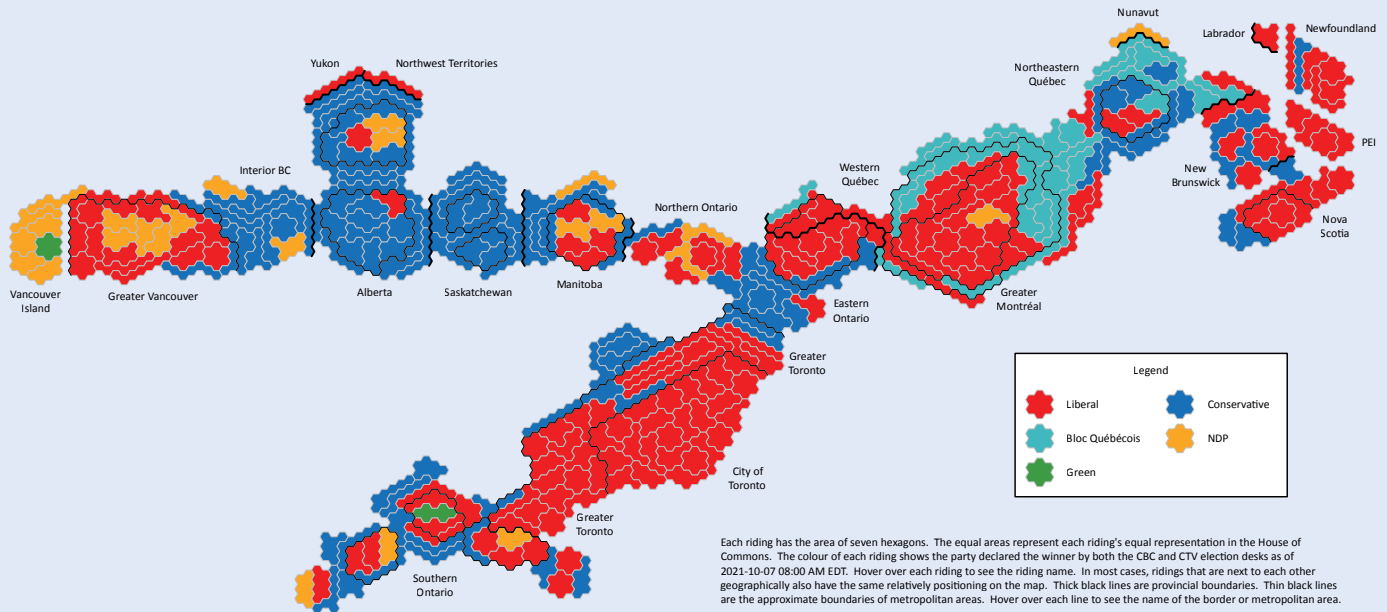 Nunavut
Labrador
Newfoundland
Yukon
Northwest Territories
Northeastern
Québec
PEI
Interior BC
Western
Québec
New
Brunswick
Northern Ontario
Nova
Scotia
Vancouver
Island
Greater Vancouver
Alberta
Saskatchewan
Manitoba
Eastern
Ontario
Greater
Montréal
Greater
Toronto
Legend
Liberal
Conservative
Bloc Québécois
NDP
Green
City of
Toronto
Greater
Toronto
Southern
Ontario
Each riding has the area of seven hexagons. The equal areas represent each riding's equal representation in the House of
Commons. The colour of each riding shows the party declared the winner by both the CBC and CTV election desks as of
2021-10-07 08:00 AM EDT. Hover over each riding to see the riding name. In most cases, ridings that are next to each other
geographically also have the same relatively positioning on the map. Thick black lines are provincial boundaries. Thin black lines
are the approximate boundaries of metropolitan areas. Hover over each line to see the name of the border or metropolitan area.